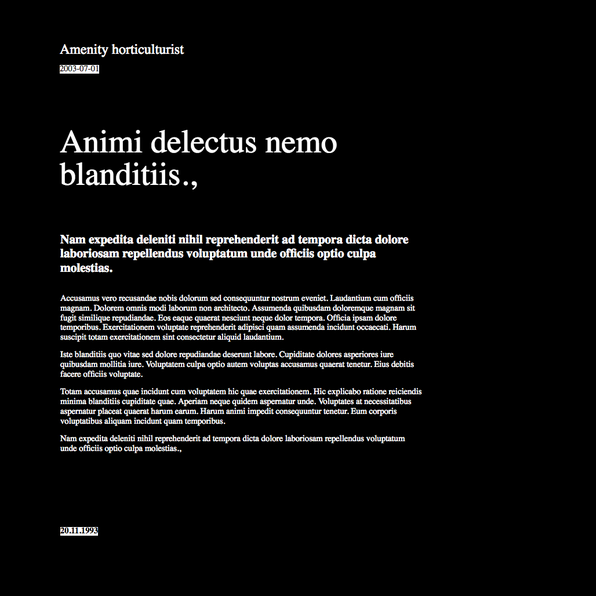 Amenity horticulturist
2003-07-01
Animi delectus nemo
blanditiis.,
Nam expedita deleniti nihil reprehenderit ad tempora dicta dolore
laboriosam repellendus voluptatum unde officiis optio culpa
molestias.
Accusamus vero recusandae nobis dolorum sed consequuntur nostrum eveniet. Laudantium cum officiis
magnam. Dolorem omnis modi laborum non architecto. Assumenda quibusdam doloremque magnam sit
fugit similique repudiandae. Eos eaque quaerat nesciunt neque dolor tempora. Officia ipsam dolore
temporibus. Exercitationem voluptate reprehenderit adipisci quam assumenda incidunt occaecati. Harum
suscipit totam exercitationem sint consectetur aliquid laudantium.
Iste blanditiis quo vitae sed dolore repudiandae deserunt labore. Cupiditate dolores asperiores iure
quibusdam mollitia iure. Voluptatem culpa optio autem voluptas accusamus quaerat tenetur. Eius debitis
facere officiis voluptate.
Totam accusamus quae incidunt cum voluptatem hic quae exercitationem. Hic explicabo ratione reiciendis
minima blanditiis cupiditate quae. Aperiam neque quidem aspernatur unde. Voluptates at necessitatibus
aspernatur placeat quaerat harum earum. Harum animi impedit consequuntur tenetur. Eum corporis
voluptatibus aliquam incidunt quam temporibus.
Nam expedita deleniti nihil reprehenderit ad tempora dicta dolore laboriosam repellendus voluptatum
unde officiis optio culpa molestias.,
20.11.1993